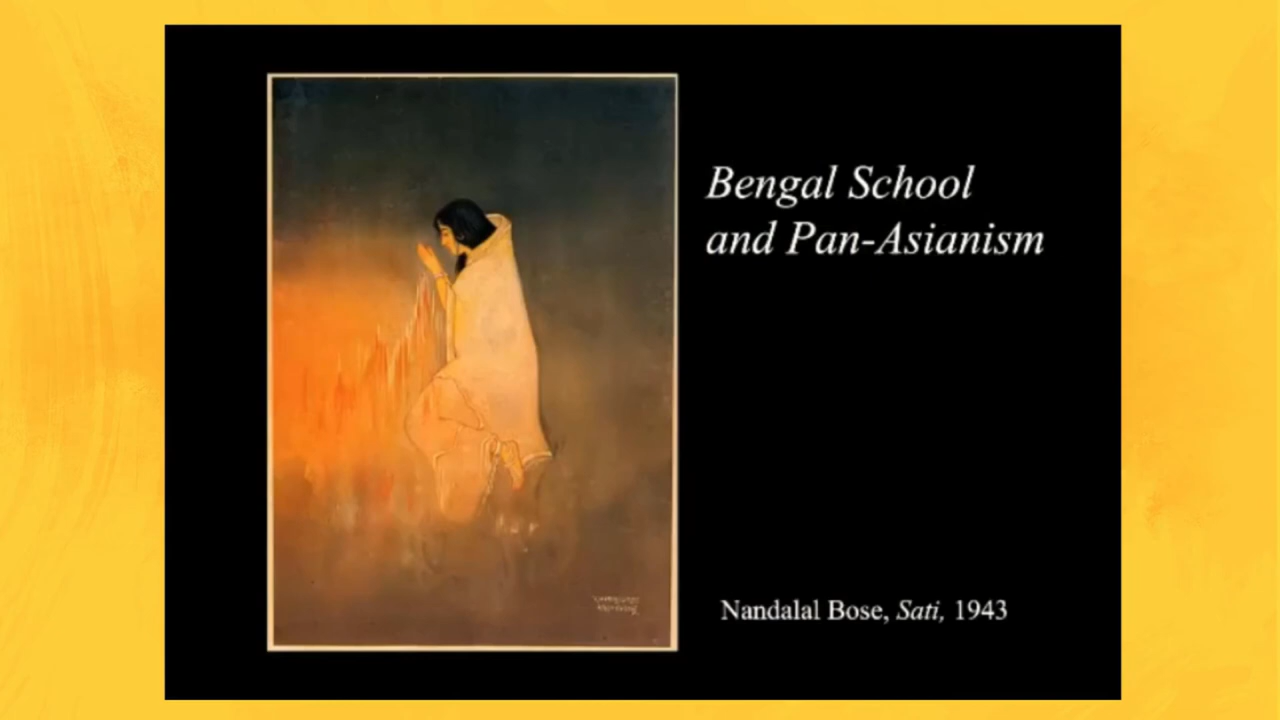 Bengal School
and Pan-Asianism
Nandalal Bose, Sati, 1943